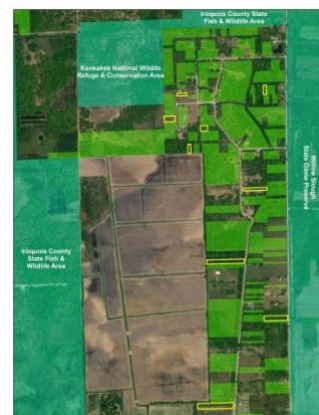 Iroquois County State
Fish & Wildlife Area
Kankakee National Wildlife
Refuge & Conservation Area
Willow Slough
State Game Preserve
Iroquois County
State Fish &
Wildlife Area